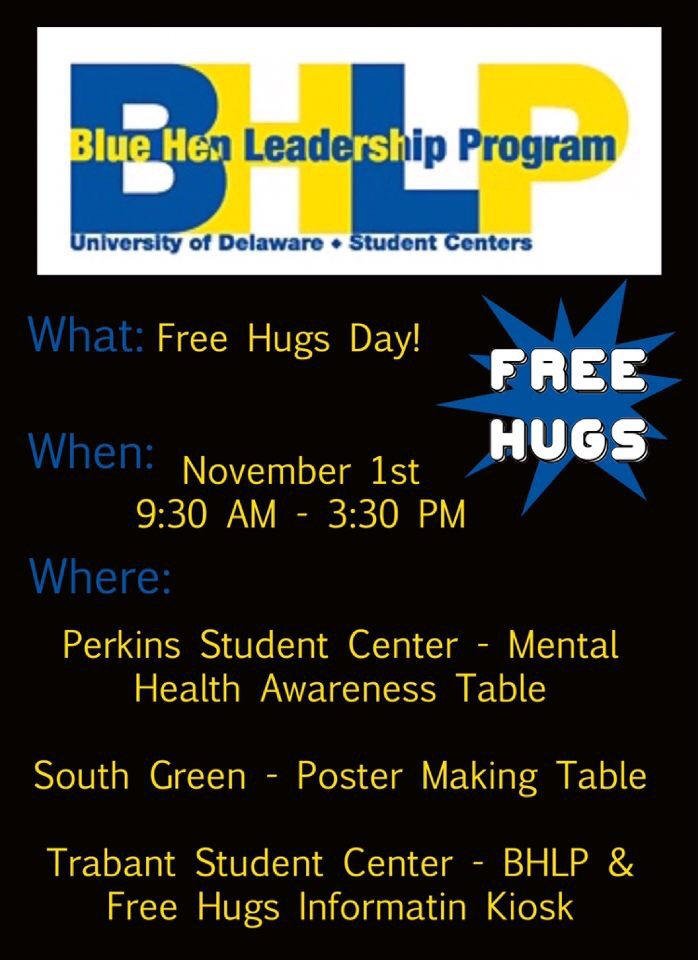 BHLP
Blue Hen Leadership Program
University of Delaware • Student Centers
What: Free Hugs Day!
FREE
HUGS
When: November 1st
9:30 AM - 3:30 PM
Where:
Perkins Student Center - Mental
Health Awareness Table
South Green - Poster Making Table
Trabant Student Center - BHLP &
Free Hugs Informatin Kiosk